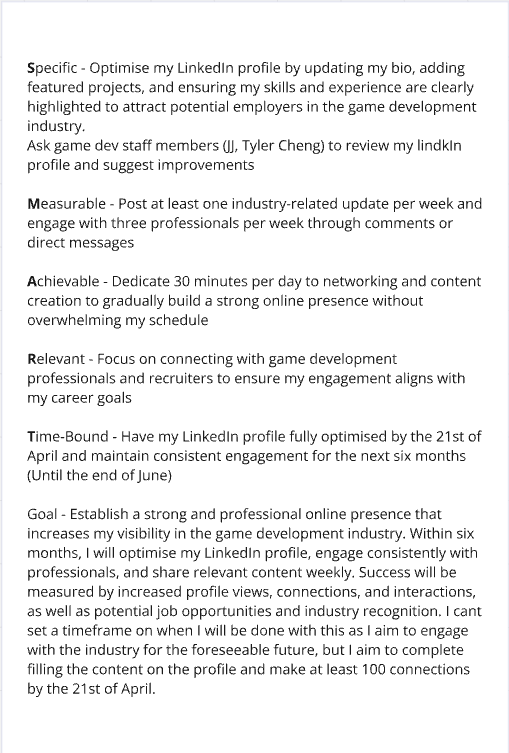 Specific - Optimise my LinkedIn profile by updating my bio, adding
featured projects, and ensuring my skills and experience are clearly
highlighted to attract potential employers in the game development
industry.
Ask game dev staff members (JJ, Tyler Cheng) to review my lindkIn
profile and suggest improvements
Measurable - Post at least one industry-related update per week and
engage with three professionals per week through comments or
direct messages
Achievable - Dedicate 30 minutes per day to networking and content
creation to gradually build a strong online presence without
overwhelming my schedule
Relevant - Focus on connecting with game development
professionals and recruiters to ensure my engagement aligns with
my career goals
Time-Bound - Have my LinkedIn profile fully optimised by the 21st of
April and maintain consistent engagement for the next six months
(Until the end of June)
Goal - Establish a strong and professional online presence that
increases my visibility in the game development industry. Within six
months, I will optimise my LinkedIn profile, engage consistently with
professionals, and share relevant content weekly. Success will be
measured by increased profile views, connections, and interactions,
as well as potential job opportunities and industry recognition. I cant
set a timeframe on when I will be done with this as I aim to engage
with the industry for the foreseeable future, but I aim to complete
filling the content on the profile and make at least 100 connections
by the 21st of April.